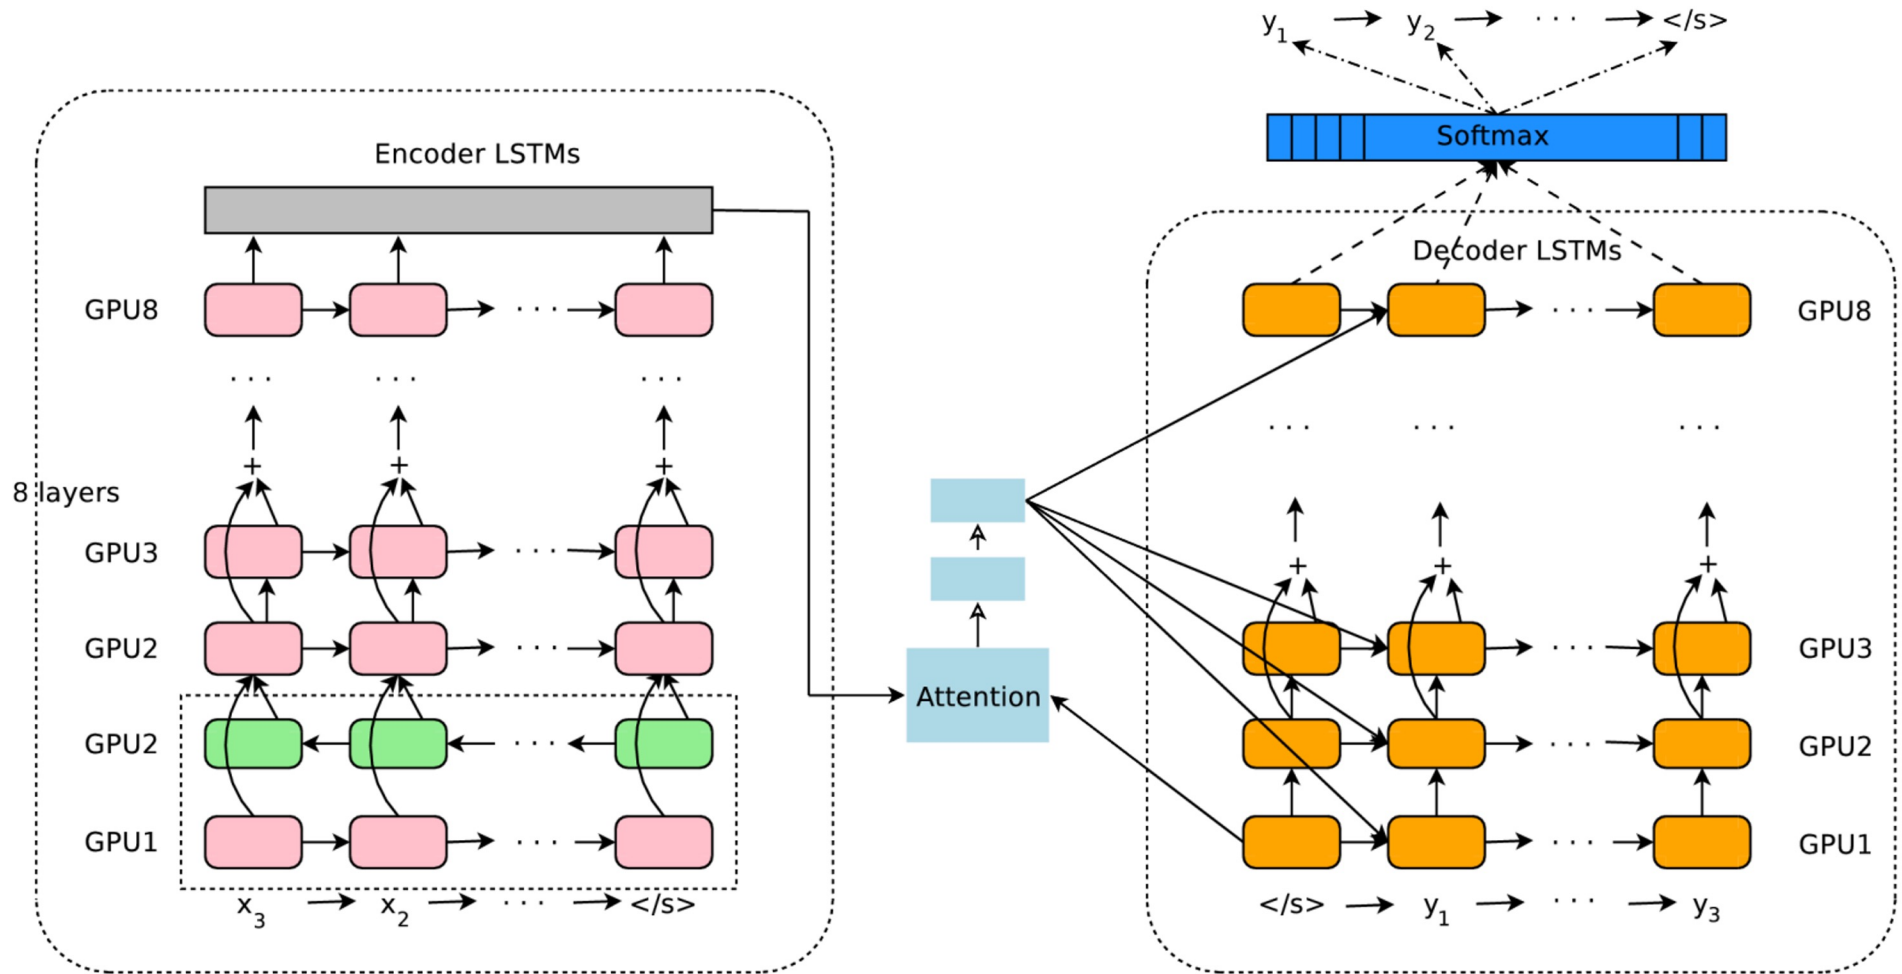 y1 y2 · · · </s>
Softmax
Encoder LSTMs
Decoder LSTMs
GPU8 · · ·
· · · GPU8
· · · · · · · · ·
· · · · · · · · ·
+ + +
8 layers
GPU3 · · ·
+ + +
GPU2 · · ·
· · · GPU3
Attention
GPU2 · · ·
· · · GPU2
GPU1 · · ·
· · · GPU1
x3 x2 · · · </s>
</s> y1 · · · y3